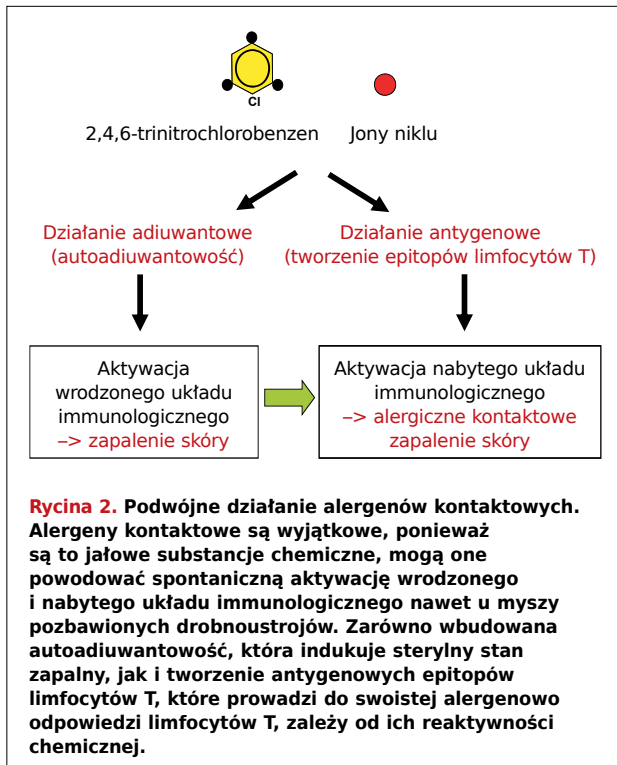 Cl
2,4,6-trinitrochlorobenzen Jony niklu
Działanie adiuwantowe
(autoadiuwantowość)
Działanie antygenowe
(tworzenie epitopów limfocytów T)
Aktywacja
wrodzonego układu
immunologicznego
–> zapalenie skóry
Aktywacja nabytego układu
immunologicznego
–> alergiczne kontaktowe
zapalenie skóry
Rycina 2. Podwójne działanie alergenów kontaktowych.
Alergeny kontaktowe są wyjątkowe, ponieważ
są to jałowe substancje chemiczne, mogą one
powodować spontaniczną aktywację wrodzonego
i nabytego układu immunologicznego nawet u myszy
pozbawionych drobnoustrojów. Zarówno wbudowana
autoadiuwantowość, która indukuje sterylny stan
zapalny, jak i tworzenie antygenowych epitopów
limfocytów T, które prowadzi do swoistej alergenowo
odpowiedzi limfocytów T, zależy od ich reaktywności
chemicznej.